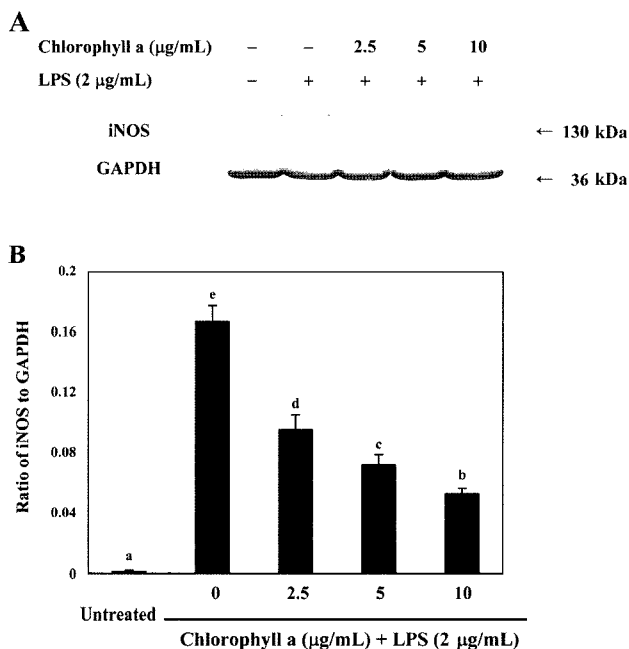 A
Chlorophyll a (μg/mL) – – 2.5 5 10
LPS (2 μg/mL) – + + + +
iNOS ← 130 kDa
GAPDH ← 36 kDa
B
Ratio of iNOS to GAPDH
0.2
0.16
0.12
0.08
0.04
0
a
e
d
c
b
0 2.5 5 10
Untreated
Chlorophyll a (μg/mL) + LPS (2 μg/mL)